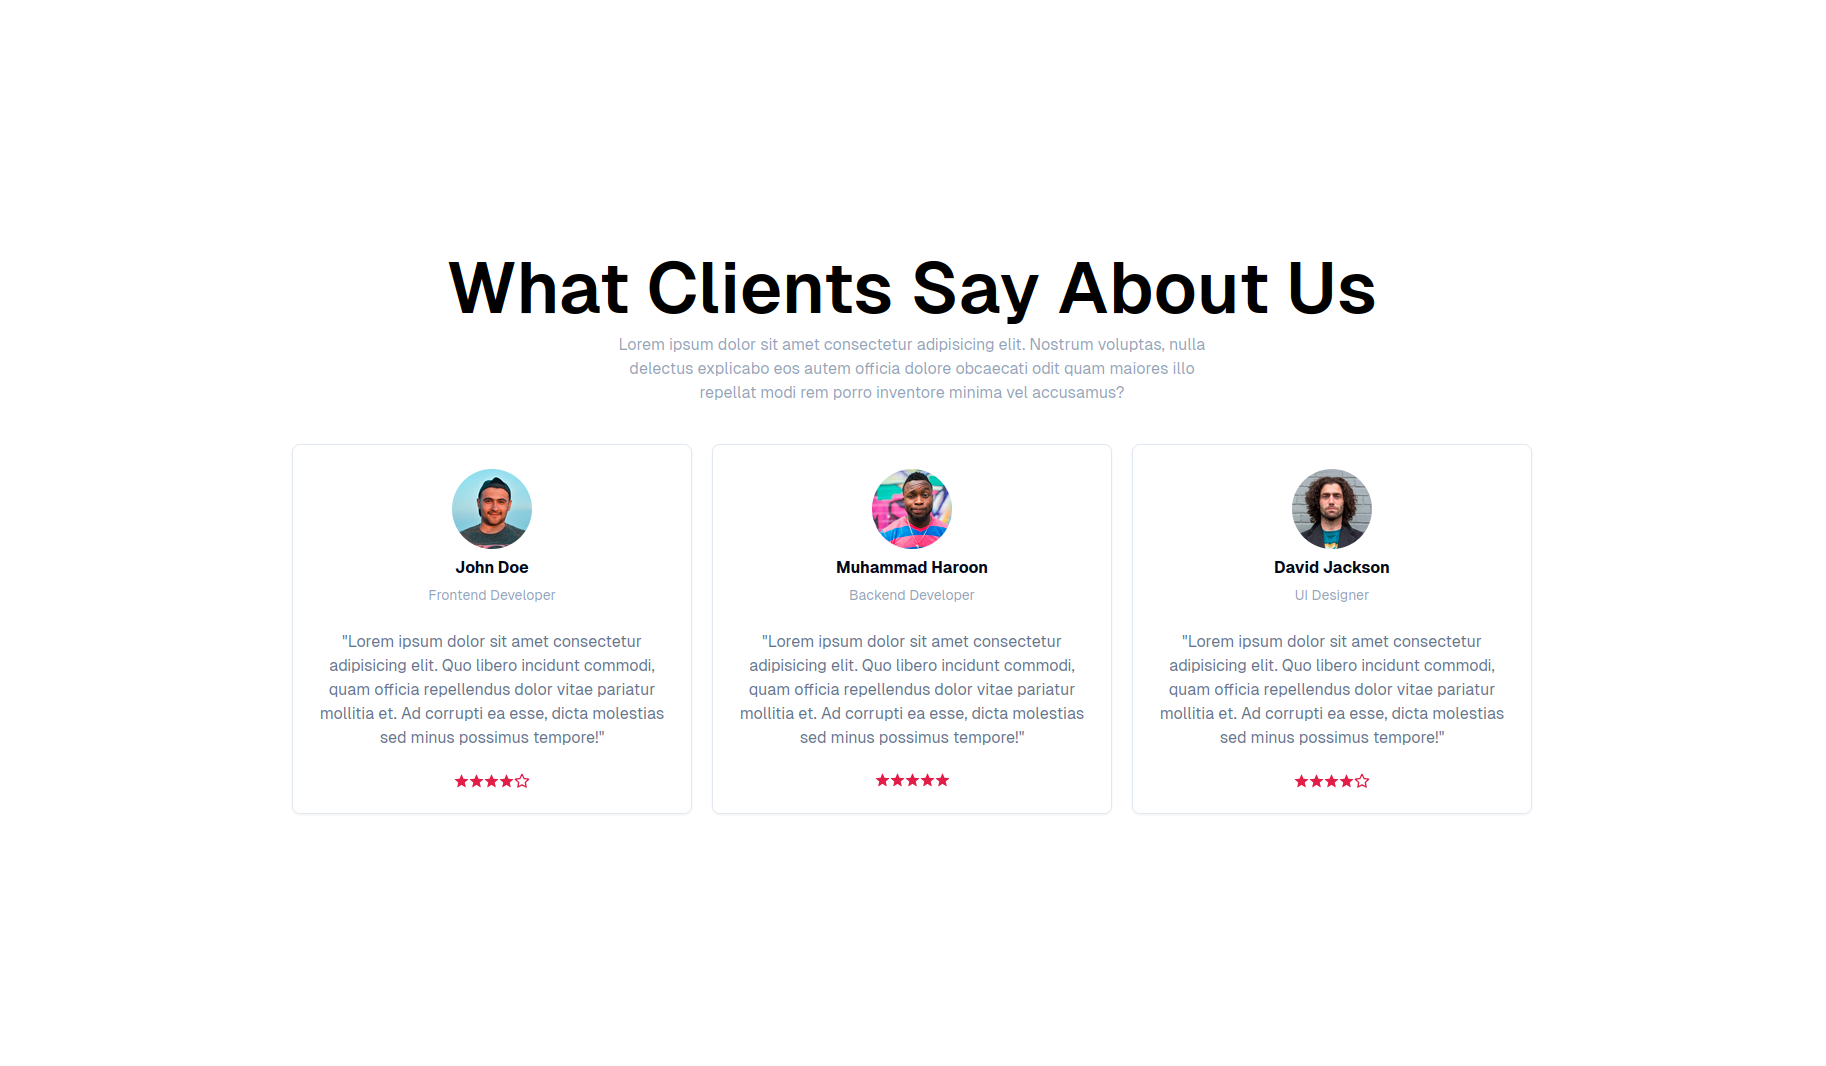 What Clients Say About Us
Lorem ipsum dolor sit amet consectetur adipisicing elit. Nostrum voluptas, nulla
delectus explicabo eos autem officia dolore obcaecati odit quam maiores illo
repellat modi rem porro inventore minima vel accusamus?
John Doe
Frontend Developer
"Lorem ipsum dolor sit amet consectetur
adipisicing elit. Quo libero incidunt commodi,
quam officia repellendus dolor vitae pariatur
mollitia et. Ad corrupti ea esse, dicta molestias
sed minus possimus tempore!"
Muhammad Haroon
Backend Developer
"Lorem ipsum dolor sit amet consectetur
adipisicing elit. Quo libero incidunt commodi,
quam officia repellendus dolor vitae pariatur
mollitia et. Ad corrupti ea esse, dicta molestias
sed minus possimus tempore!"
David Jackson
UI Designer
"Lorem ipsum dolor sit amet consectetur
adipisicing elit. Quo libero incidunt commodi,
quam officia repellendus dolor vitae pariatur
mollitia et. Ad corrupti ea esse, dicta molestias
sed minus possimus tempore!"